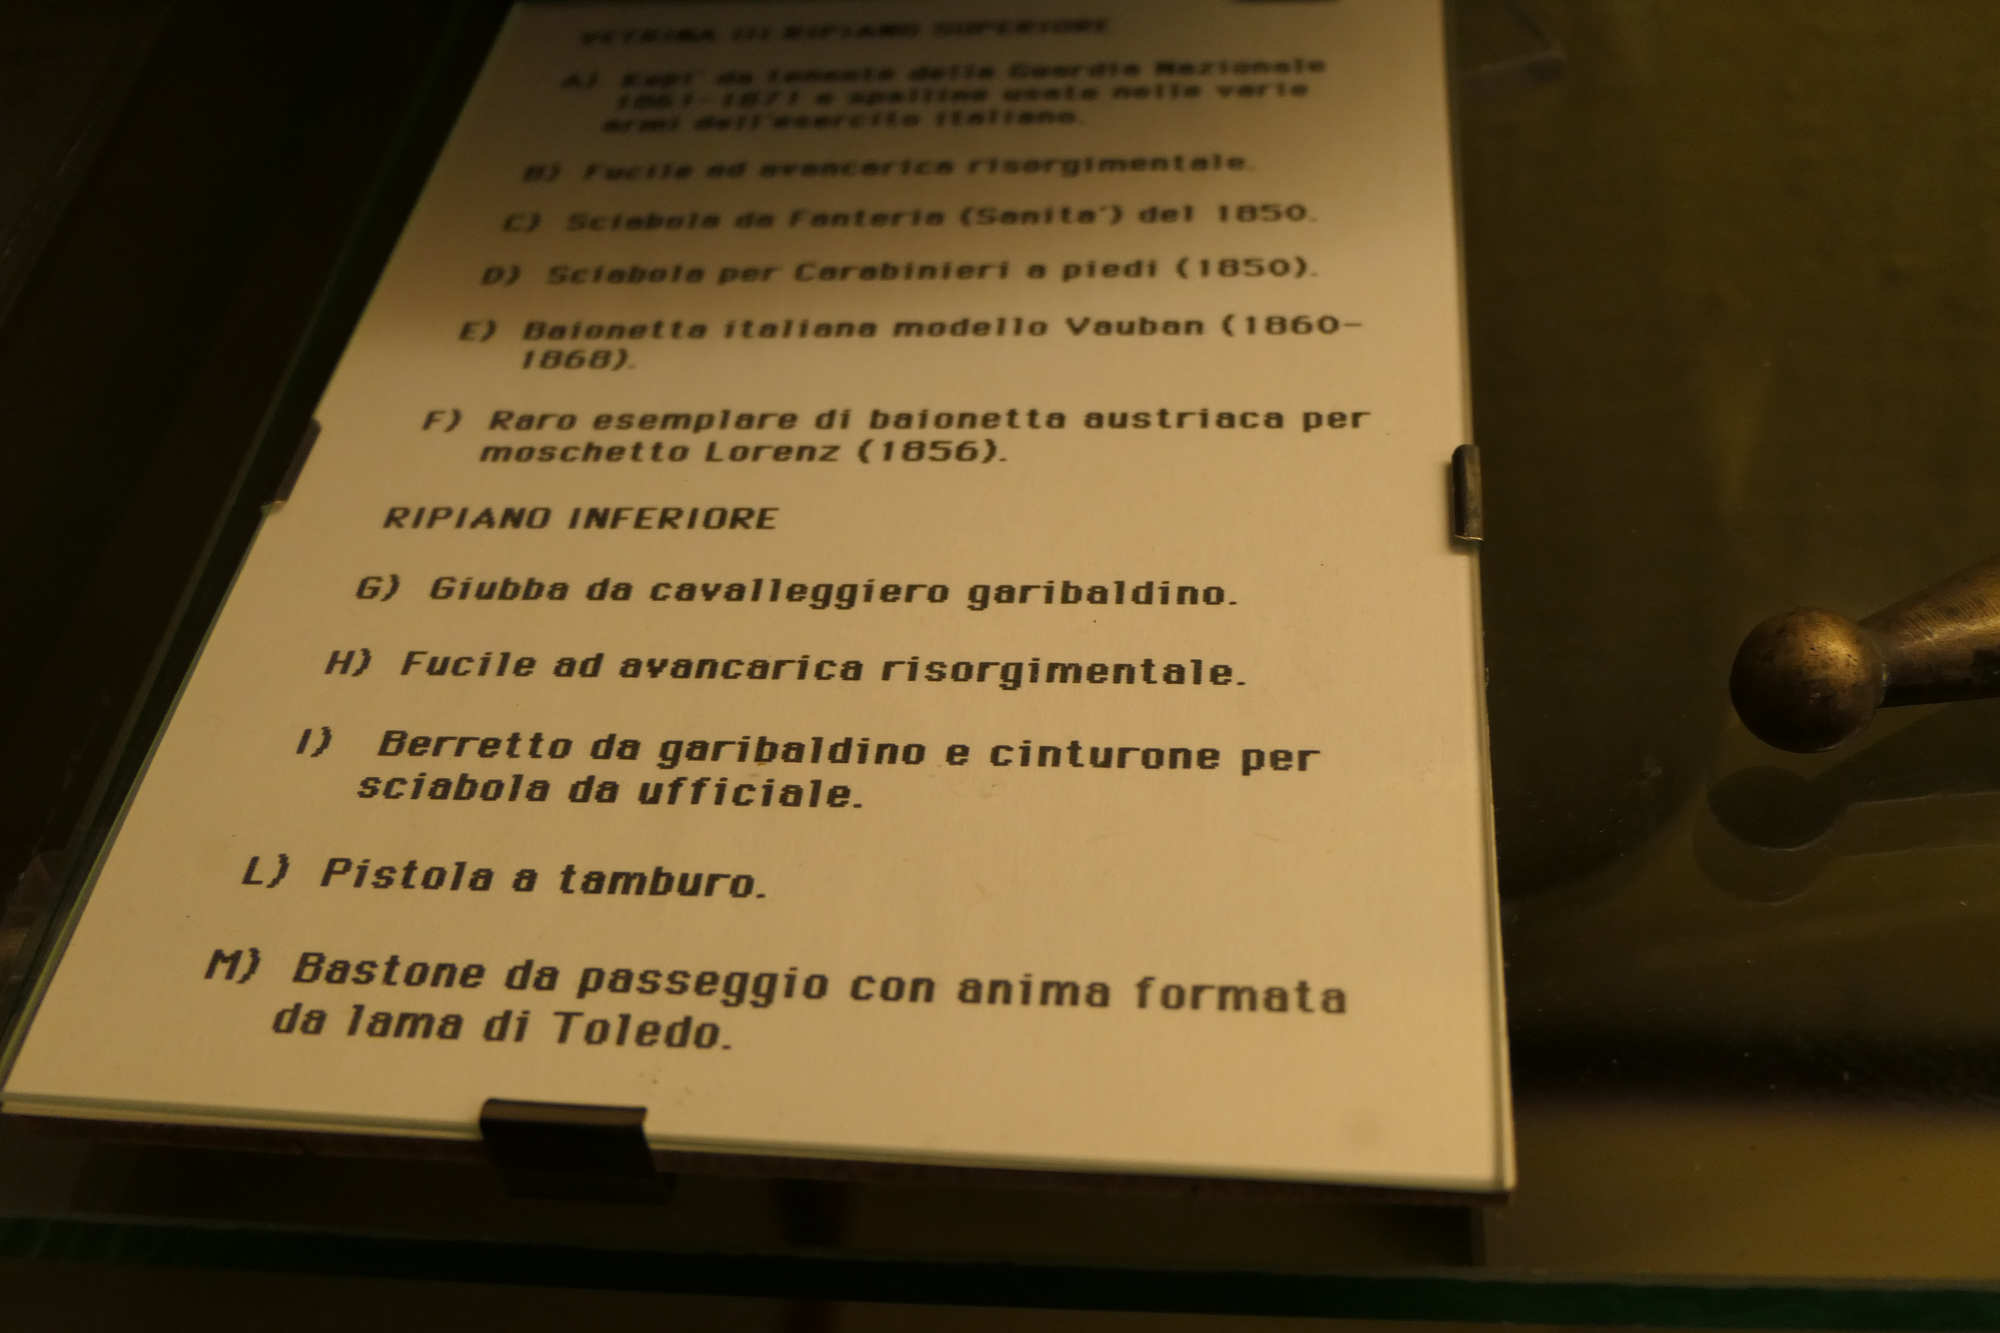 VETRINA DI RIPIANO SUPERIORE
A) Kepi' da tenente della Guardia Nazionale
1861-1871 e spalline usate nelle varie
armi dell'esercito italiano.
B) Fucile ad avancarica risorgimentale.
C) Sciabola da Fanteria (Sanita') del 1850.
D) Sciabola per Carabinieri a piedi (1850).
E) Baionetta italiana modello Vauban (1860-
1868).
F) Raro esemplare di baionetta austriaca per
moschetto Lorenz (1856).
RIPIANO INFERIORE
G) Giubba da cavalleggiero garibaldino.
H) Fucile ad avancarica risorgimentale.
I) Berretto da garibaldino e cinturone per
sciabola da ufficiale.
L) Pistola a tamburo.
M) Bastone da passeggio con anima formata
da lama di Toledo.